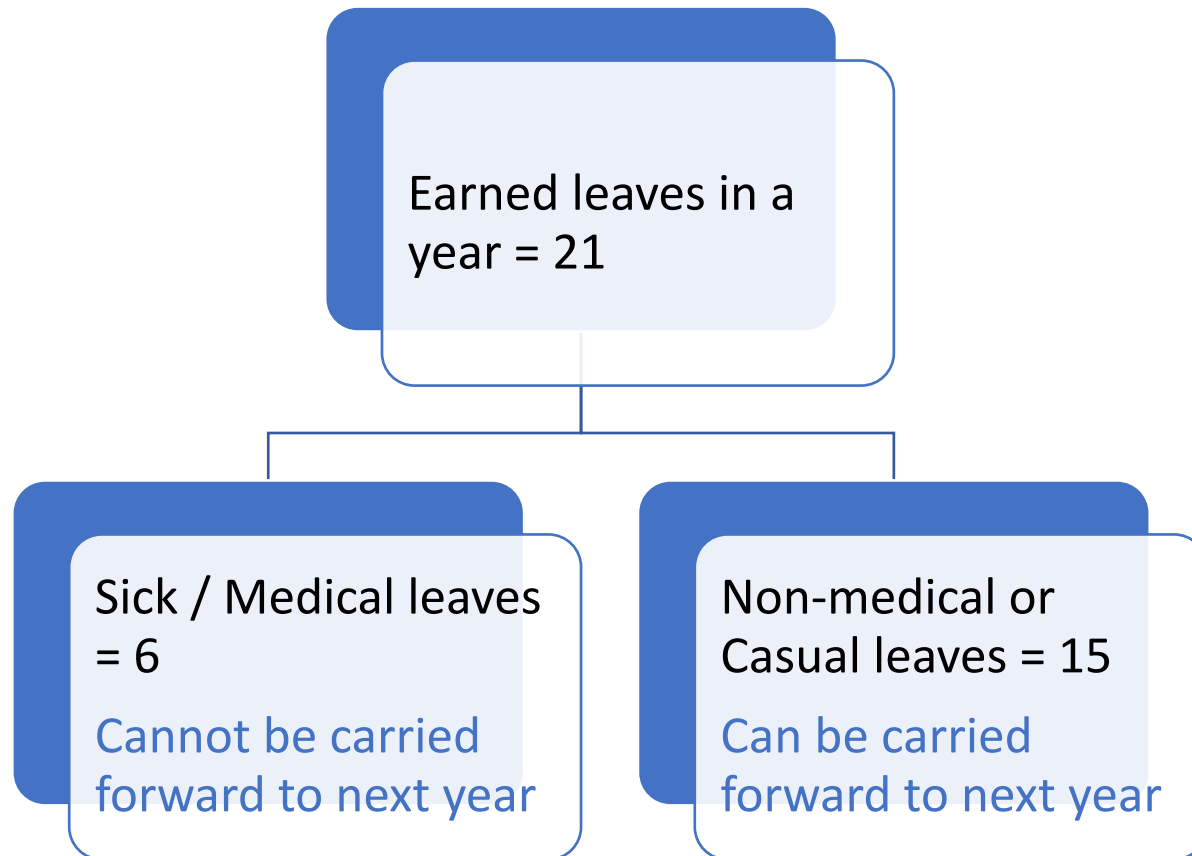 Earned leaves in a
year = 21
Sick / Medical leaves
= 6
Cannot be carried
forward to next year
Non-medical or
Casual leaves = 15
Can be carried
forward to next year